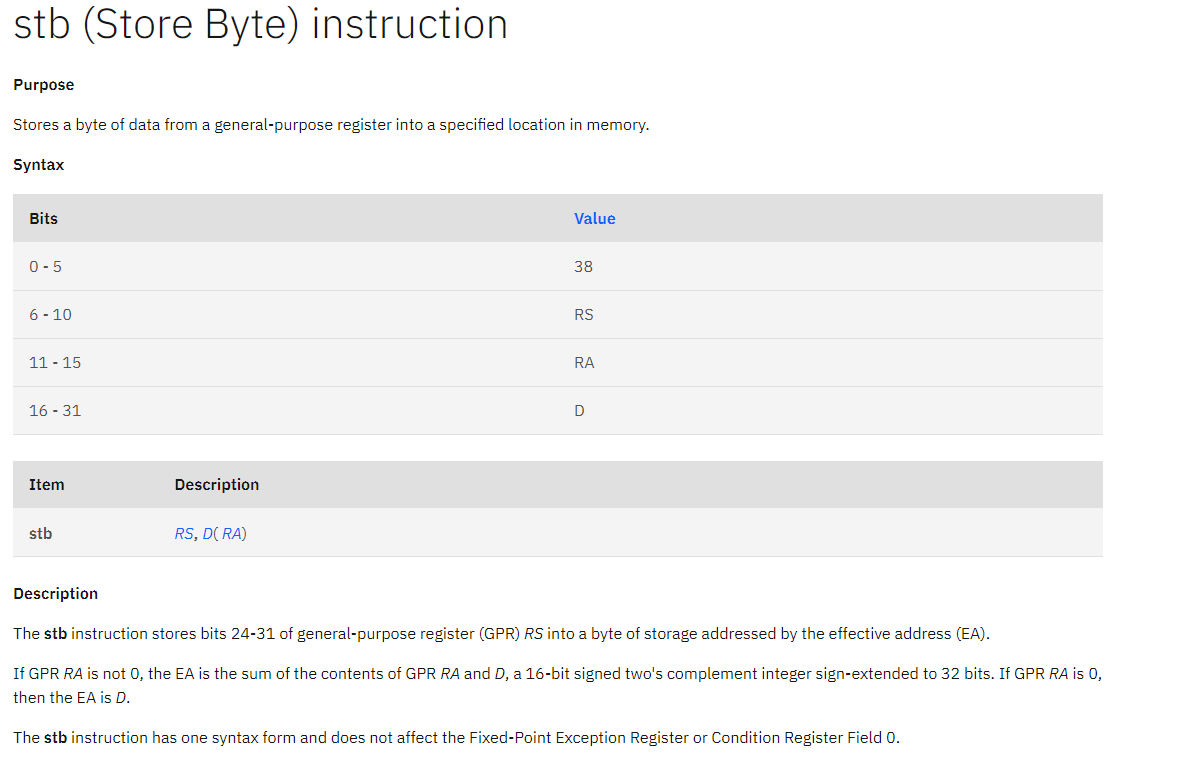 stb (Store Byte) instruction
Purpose
Stores a byte of data from a general-purpose register into a specified location in memory.
Syntax
Bits Value
0 - 5 38
6 - 10 RS
11 - 15 RA
16 - 31 D
Item Description
stb RS, D( RA)
Description
The stb instruction stores bits 24-31 of general-purpose register (GPR) RS into a byte of storage addressed by the effective address (EA).
If GPR RA is not 0, the EA is the sum of the contents of GPR RA and D, a 16-bit signed two's complement integer sign-extended to 32 bits. If GPR RA is 0,
then the EA is D.
The stb instruction has one syntax form and does not affect the Fixed-Point Exception Register or Condition Register Field 0.